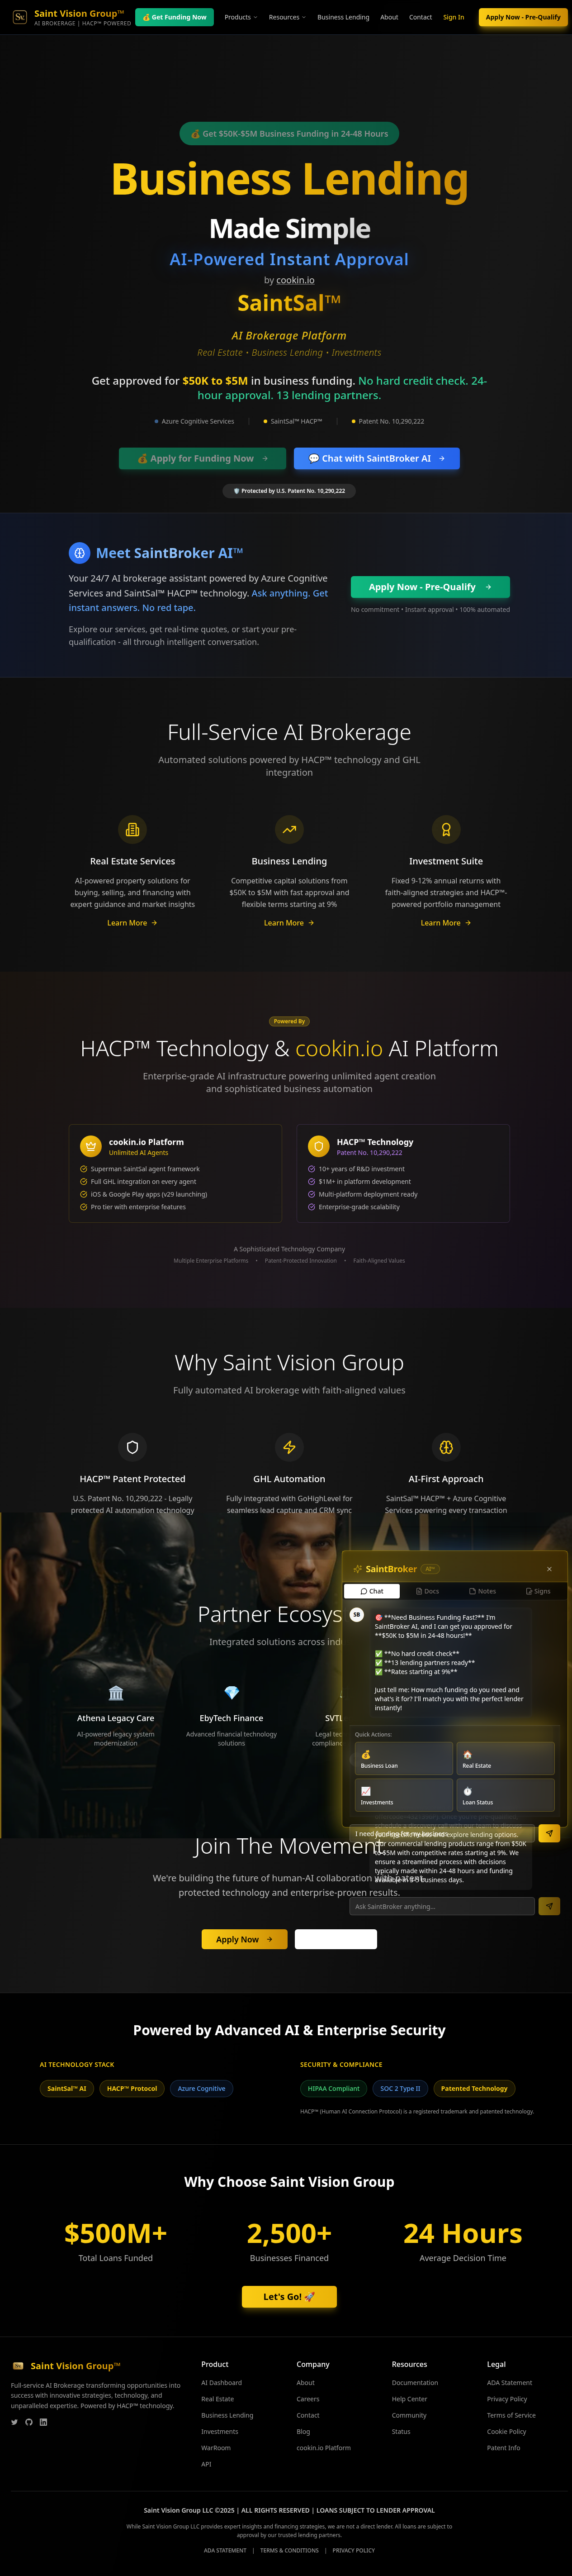 Saint Vision Group™
AI BROKERAGE | HACP™ POWERED
💰 Get Funding Now
Products
Resources
Business Lending
About
Contact
Sign In
Apply Now - Pre-Qualify
💰 Get $50K-$5M Business Funding in 24-48 Hours
Business Lending
Made Simple
AI-Powered Instant Approval
by cookin.io
SaintSal™
AI Brokerage Platform
Real Estate • Business Lending • Investments
Get approved for $50K to $5M in business funding. No hard credit check. 24-
hour approval. 13 lending partners.
Azure Cognitive Services
SaintSal™ HACP™
Patent No. 10,290,222
💰 Apply for Funding Now
💬 Chat with SaintBroker AI
🛡️ Protected by U.S. Patent No. 10,290,222
Meet SaintBroker AI™
Your 24/7 AI brokerage assistant powered by Azure Cognitive
Services and SaintSal™ HACP™ technology. Ask anything. Get
instant answers. No red tape.
Explore our services, get real-time quotes, or start your pre-
qualification - all through intelligent conversation.
Apply Now - Pre-Qualify
No commitment • Instant approval • 100% automated
Full-Service AI Brokerage
Automated solutions powered by HACP™ technology and GHL
integration
Real Estate Services
AI-powered property solutions for
buying, selling, and financing with
expert guidance and market insights
Learn More
Business Lending
Competitive capital solutions from
$50K to $5M with fast approval and
flexible terms starting at 9%
Learn More
Investment Suite
Fixed 9-12% annual returns with
faith-aligned strategies and HACP™-
powered portfolio management
Learn More
Powered By
HACP™ Technology & cookin.io AI Platform
Enterprise-grade AI infrastructure powering unlimited agent creation
and sophisticated business automation
cookin.io Platform
Unlimited AI Agents
Superman SaintSal agent framework
Full GHL integration on every agent
iOS & Google Play apps (v29 launching)
Pro tier with enterprise features
HACP™ Technology
Patent No. 10,290,222
10+ years of R&D investment
$1M+ in platform development
Multi-platform deployment ready
Enterprise-grade scalability
A Sophisticated Technology Company
Multiple Enterprise Platforms • Patent-Protected Innovation • Faith-Aligned Values
Why Saint Vision Group
Fully automated AI brokerage with faith-aligned values
HACP™ Patent Protected
U.S. Patent No. 10,290,222 - Legally
protected AI automation technology
GHL Automation
Fully integrated with GoHighLevel for
seamless lead capture and CRM sync
AI-First Approach
SaintSal™ HACP™ + Azure Cognitive
Services powering every transaction
AI
Partner Ecosys
Integrated solutions across ind
🏛️
Athena Legacy Care
AI-powered legacy system
modernization
💎
EbyTech Finance
Advanced financial technology
solutions
SVTL
Legal tec
complianc
SaintBroker AI™
Chat
Docs
Notes
Signs
SB
🎯 **Need Business Funding Fast?** I'm
SaintBroker AI, and I can get you approved for
**$50K to $5M in 24-48 hours!**
✅ **No hard credit check**
✅ **13 lending partners ready**
✅ **Rates starting at 9%**
Just tell me: How much funding do you need and
what's it for? I'll match you with the perfect lender
instantly!
Quick Actions:
💰
Business Loan
🏠
Real Estate
📈
Investments
⏱️
Loan Status
I need funding for my business
explore lending options.
Our commercial lending products range from $50K
to $5M with competitive rates starting at 9%. We
ensure a streamlined process with decisions
typically made within 24-48 hours and funding
business days.
Ask SaintBroker anything...
Join The Movement
We're building the future of human-AI collaboration with patent-
protected technology and enterprise-proven results.
Apply Now
Powered by Advanced AI & Enterprise Security
AI TECHNOLOGY STACK
SaintSal™ AI
HACP™ Protocol
Azure Cognitive
SECURITY & COMPLIANCE
HIPAA Compliant
SOC 2 Type II
Patented Technology
HACP™ (Human AI Connection Protocol) is a registered trademark and patented technology.
Why Choose Saint Vision Group
$500M+
Total Loans Funded
2,500+
Businesses Financed
24 Hours
Average Decision Time
Let's Go! 🚀
Saint Vision Group™
Full-service AI Brokerage transforming opportunities into
success with innovative strategies, technology, and
unparalleled expertise. Powered by HACP™ technology.
Product
AI Dashboard
Real Estate
Business Lending
Investments
WarRoom
API
Company
About
Careers
Contact
Blog
cookin.io Platform
Resources
Documentation
Help Center
Community
Status
Legal
ADA Statement
Privacy Policy
Terms of Service
Cookie Policy
Patent Info
Saint Vision Group LLC ©2025 | ALL RIGHTS RESERVED | LOANS SUBJECT TO LENDER APPROVAL
While Saint Vision Group LLC provides expert insights and financing strategies, we are not a direct lender. All loans are subject to
approval by our trusted lending partners.
ADA STATEMENT | TERMS & CONDITIONS | PRIVACY POLICY